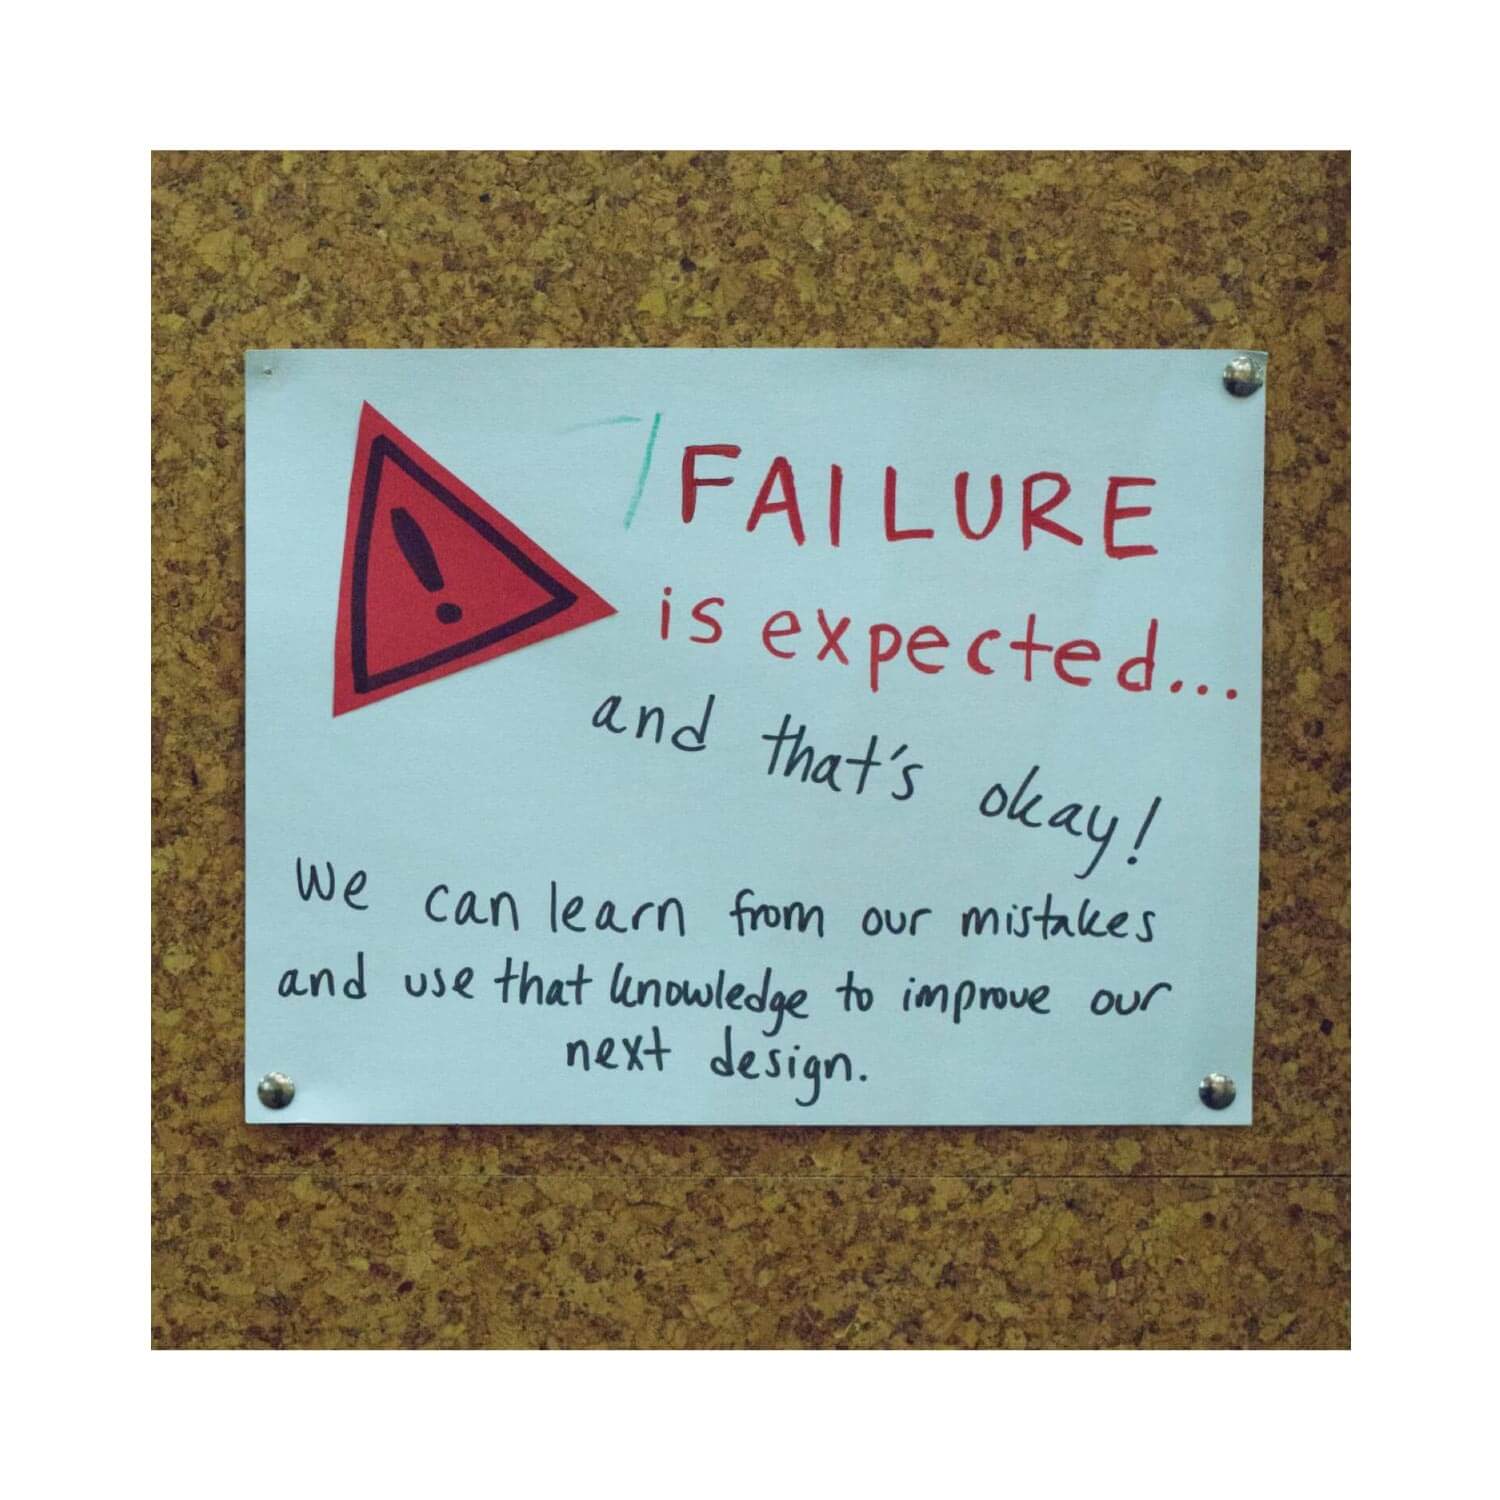 FAILURE
is expected...
and that's okay!
We can learn from our mistakes
and use that knowledge to improve our
next design.